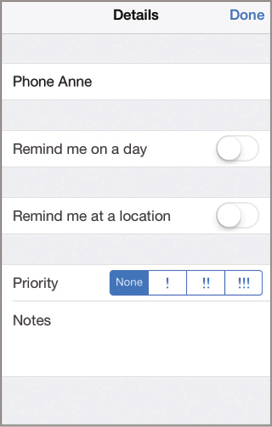 Details Done
Phone Anne
Remind me on a day
Remind me at a location
Priority None ! !! !!!
Notes